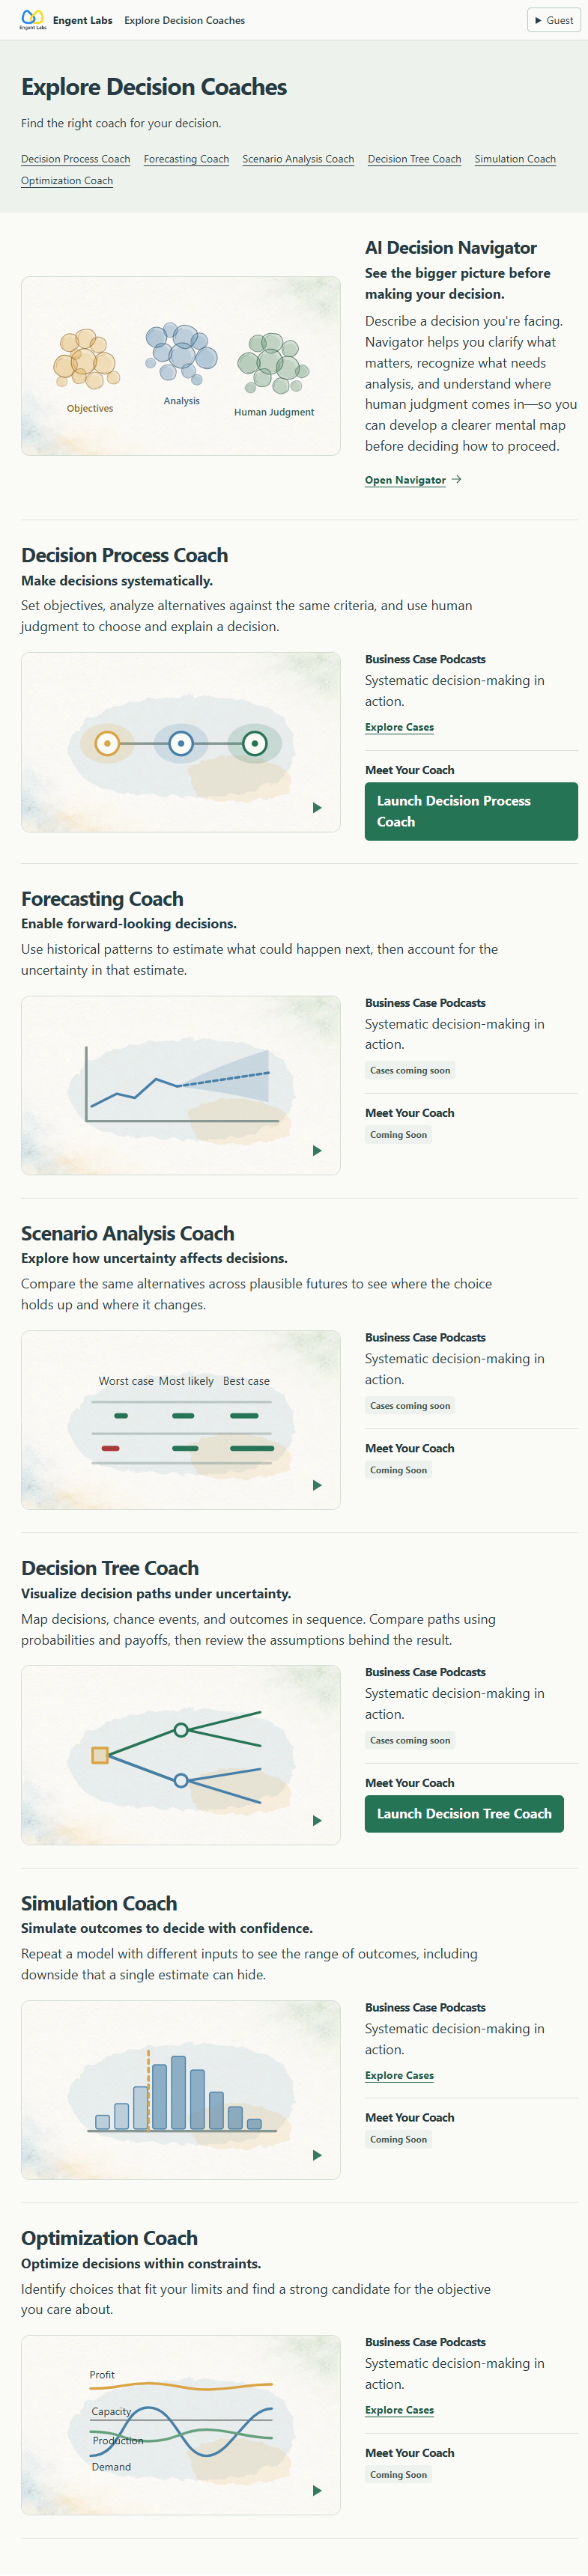 Engent Labs
Engent Labs
Explore Decision Coaches
▶ Guest
Explore Decision Coaches
Find the right coach for your decision.
Decision Process Coach
Forecasting Coach
Scenario Analysis Coach
Decision Tree Coach
Simulation Coach
Optimization Coach
Objectives
Analysis
Human Judgment
AI Decision Navigator
See the bigger picture before
making your decision.
Describe a decision you're facing.
Navigator helps you clarify what
matters, recognize what needs
analysis, and understand where
human judgment comes in—so you
can develop a clearer mental map
before deciding how to proceed.
Open Navigator →
Decision Process Coach
Make decisions systematically.
Set objectives, analyze alternatives against the same criteria, and use human
judgment to choose and explain a decision.
Business Case Podcasts
Systematic decision-making in
action.
Explore Cases
Meet Your Coach
Launch Decision Process
Coach
Forecasting Coach
Enable forward-looking decisions.
Use historical patterns to estimate what could happen next, then account for the
uncertainty in that estimate.
Business Case Podcasts
Systematic decision-making in
action.
Cases coming soon
Meet Your Coach
Coming Soon
Scenario Analysis Coach
Explore how uncertainty affects decisions.
Compare the same alternatives across plausible futures to see where the choice
holds up and where it changes.
Worst case
Most likely
Best case
Business Case Podcasts
Systematic decision-making in
action.
Cases coming soon
Meet Your Coach
Coming Soon
Decision Tree Coach
Visualize decision paths under uncertainty.
Map decisions, chance events, and outcomes in sequence. Compare paths using
probabilities and payoffs, then review the assumptions behind the result.
Business Case Podcasts
Systematic decision-making in
action.
Cases coming soon
Meet Your Coach
Launch Decision Tree Coach
Simulation Coach
Simulate outcomes to decide with confidence.
Repeat a model with different inputs to see the range of outcomes, including
downside that a single estimate can hide.
Business Case Podcasts
Systematic decision-making in
action.
Explore Cases
Meet Your Coach
Coming Soon
Optimization Coach
Optimize decisions within constraints.
Identify choices that fit your limits and find a strong candidate for the objective
you care about.
Profit
Capacity
Production
Demand
Business Case Podcasts
Systematic decision-making in
action.
Explore Cases
Meet Your Coach
Coming Soon